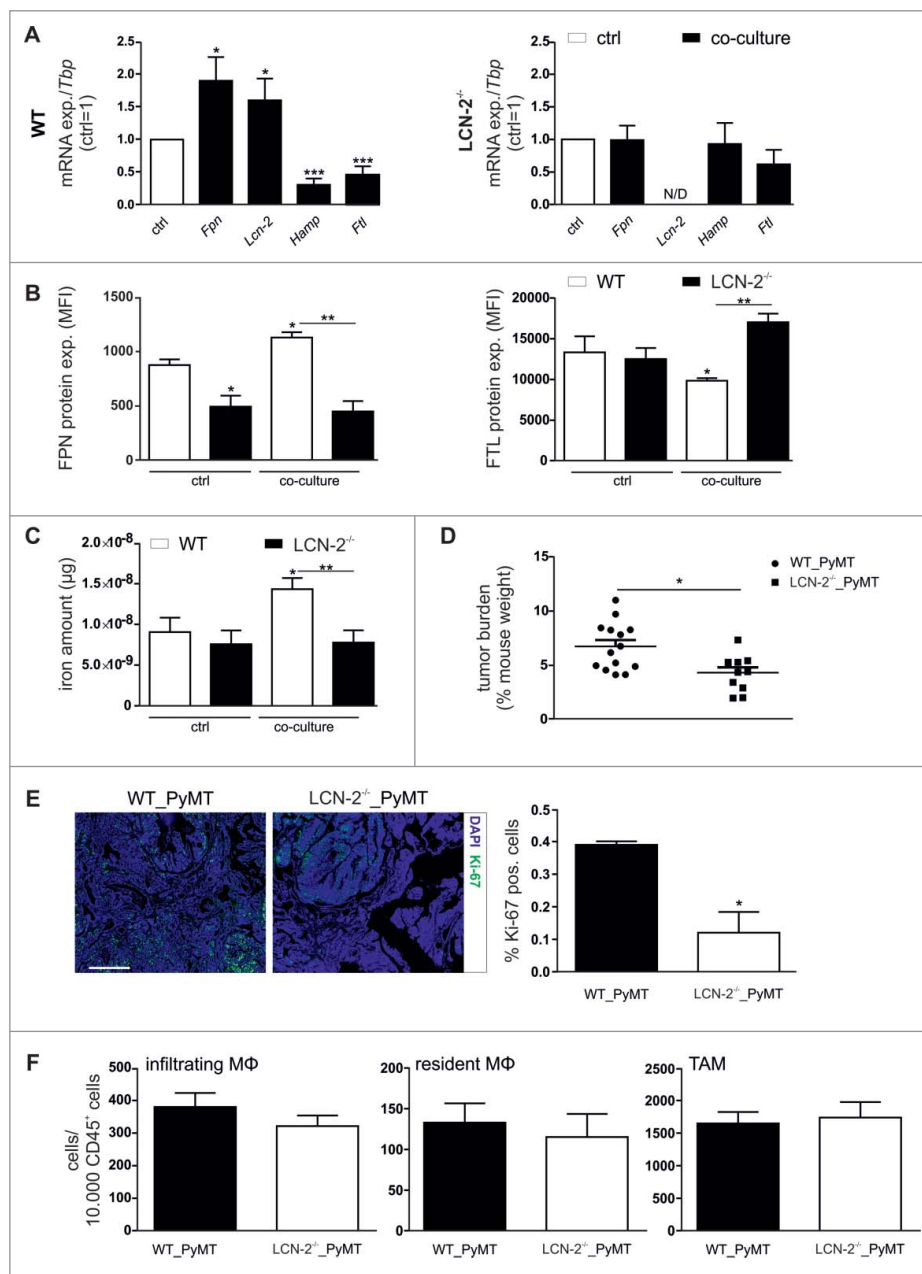 A
WT
mRNA exp./Tbp
(ctrl=1)
2.5
2.0
1.5
1.0
0.5
0.0
*
*
***
***
ctrl
Fpn
Lcn-2
Hamp
Ftl
ctrl
co-culture
LCN-2-/-
mRNA exp./Tbp
(ctrl=1)
2.5
2.0
1.5
1.0
0.5
0.0
N/D
ctrl
Fpn
Lcn-2
Hamp
Ftl
B
FPN protein exp. (MFI)
1500
1000
500
0
*
*
**
ctrl
co-culture
WT
LCN-2-/-
FTL protein exp. (MFI)
20000
15000
10000
5000
0
*
**
ctrl
co-culture
C
WT
LCN-2-/-
iron amount (µg)
2.0×10-8
1.5×10-8
1.0×10-8
5.0×10-9
0
*
**
ctrl
co-culture
D
tumor burden
(% mouse weight)
15
10
5
0
*
WT_PyMT
LCN-2-/-_PyMT
E
WT_PyMT
LCN-2-/-_PyMT
DAPI Ki-67
% Ki-67 pos. cells
0.5
0.4
0.3
0.2
0.1
0.0
*
WT_PyMT
LCN-2-/-_PyMT
F
infiltrating MΦ
cells/
10.000 CD45+ cells
500
400
300
200
100
0
WT_PyMT
LCN-2-/-_PyMT
resident MΦ
200
150
100
50
0
WT_PyMT
LCN-2-/-_PyMT
TAM
2500
2000
1500
1000
500
0
WT_PyMT
LCN-2-/-_PyMT